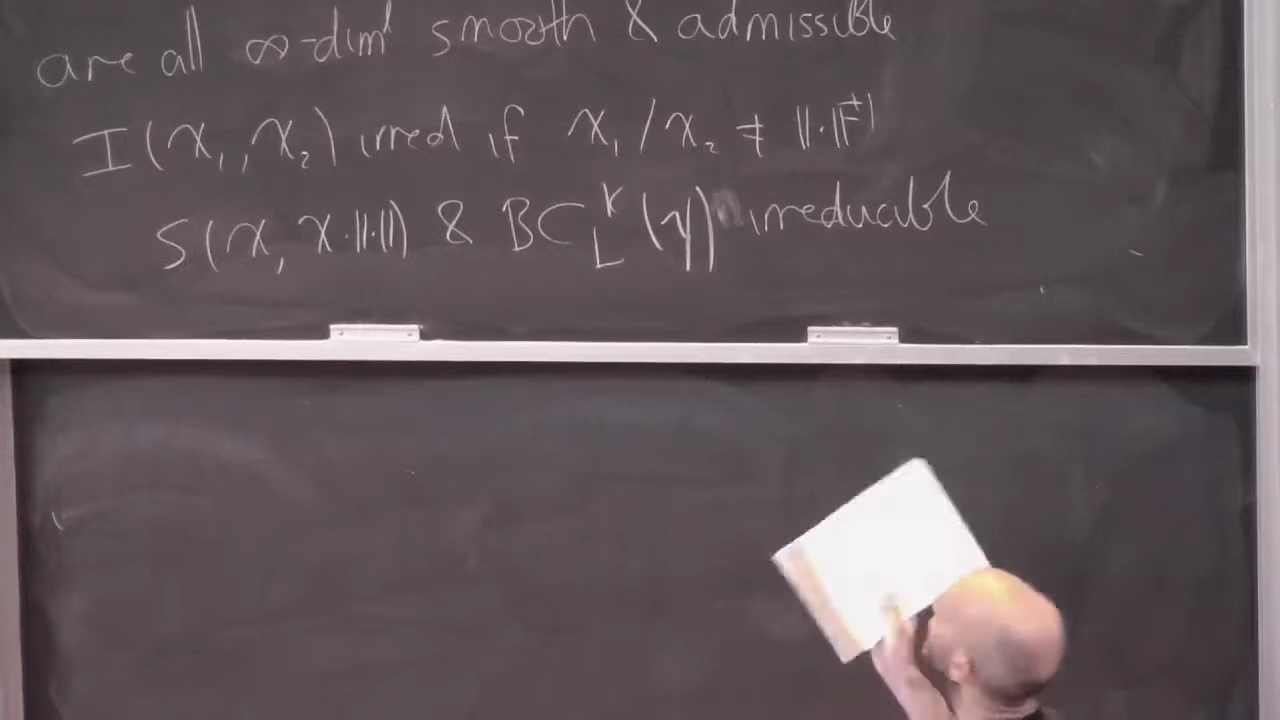 are all ∞-dim'l smooth & admissible
I(χ₁, χ₂) irred if χ₁/χ₂ ≠ ||·||^±1
S(χ, χ·||·||) & BC_L^K(ψ) irreducible